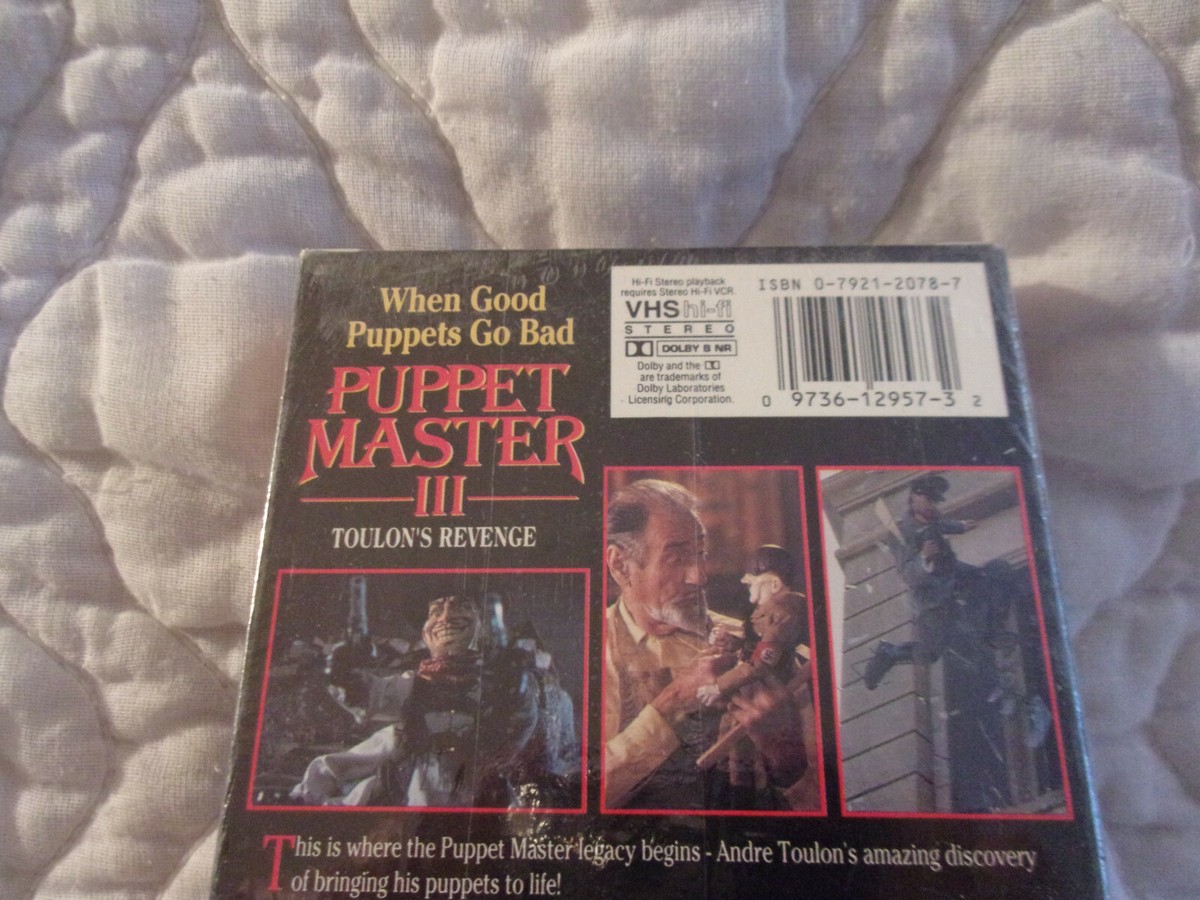 When Good
Puppets Go Bad
PUPPET
MASTER
III
TOULON'S REVENGE
Hi-Fi Stereo playback
requires Stereo Hi-Fi VCR.
VHS hi-fi
STEREO
DOLBY B NR
Dolby and the
are trademarks of
Dolby Laboratories
Licensing Corporation.
ISBN 0-7921-2078-7
0 9736-12957-3 2
This is where the Puppet Master legacy begins - Andre Toulon's amazing discovery
of bringing his puppets to life!